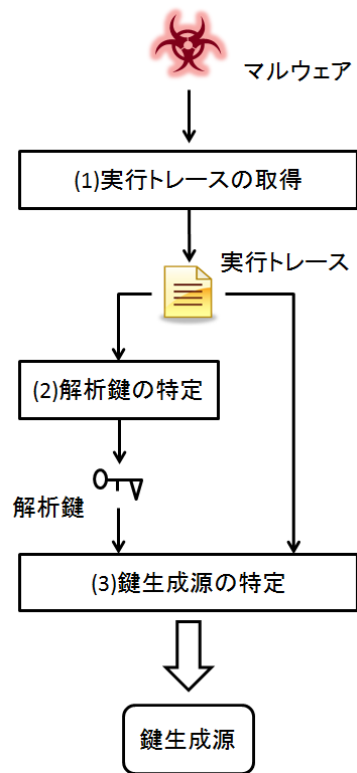 マルウェア
(1)実行トレースの取得
実行トレース
(2)解析鍵の特定
解析鍵
(3)鍵生成源の特定
鍵生成源